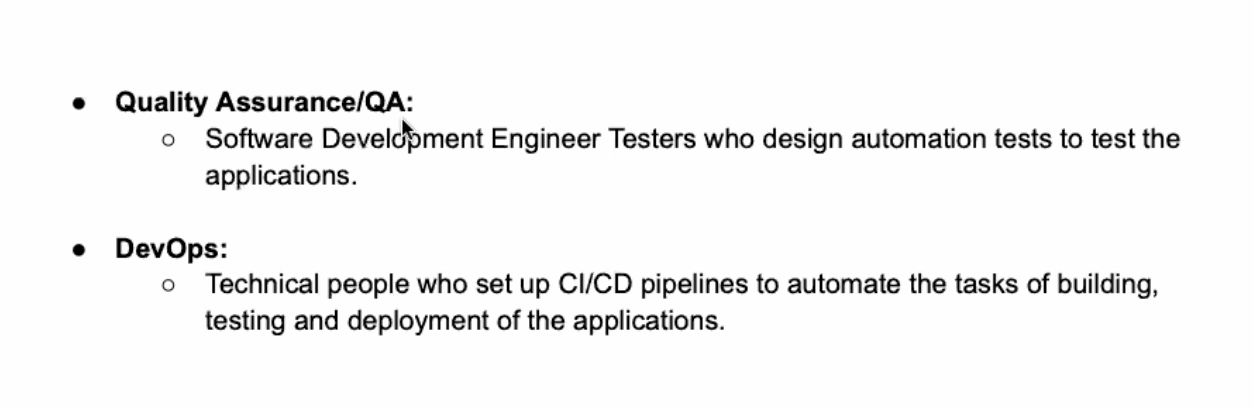 ● Quality Assurance/QA:
○ Software Development Engineer Testers who design automation tests to test the
applications.
● DevOps:
○ Technical people who set up CI/CD pipelines to automate the tasks of building,
testing and deployment of the applications.